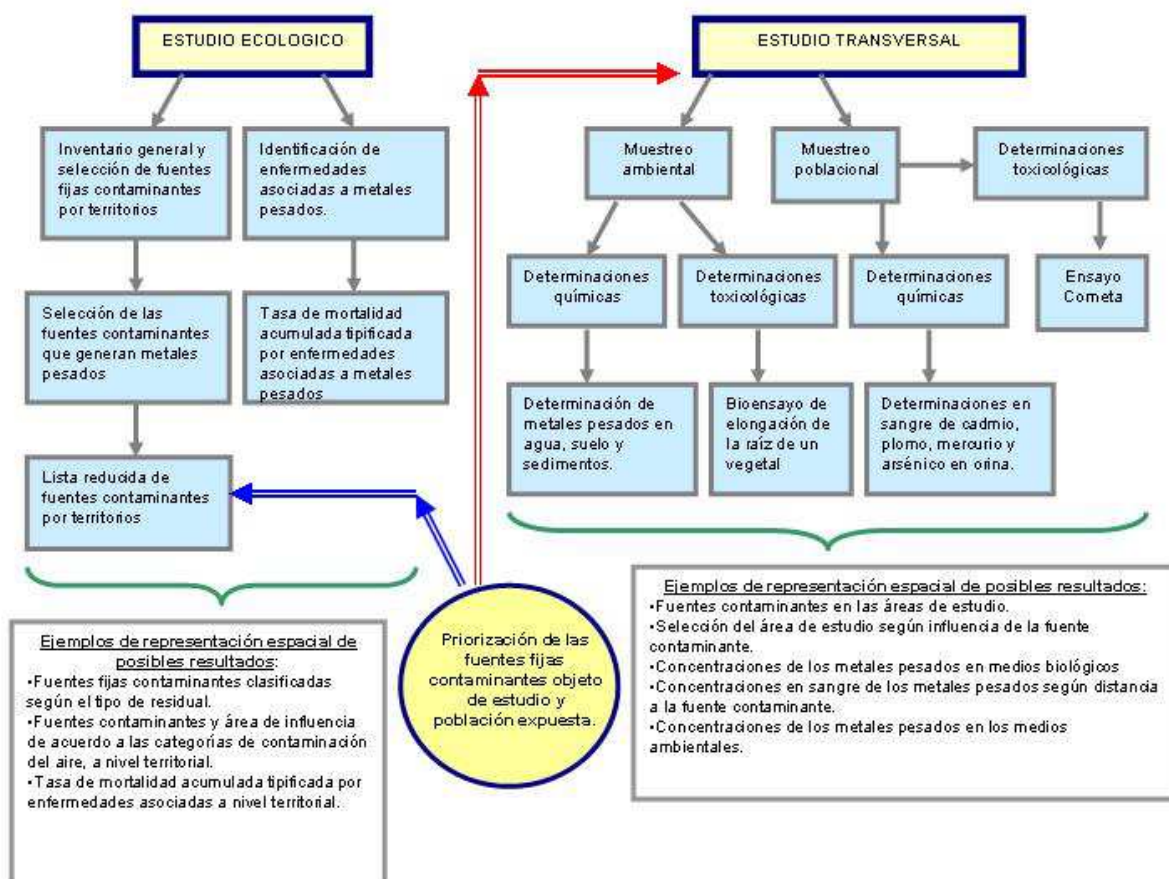 ESTUDIO ECOLOGICO
Inventario general y
selección de fuentes
fijas contaminantes
por territorios
Identificación de
enfermedades
asociadas a metales
pesados.
Selección de las
fuentes contaminantes
que generan metales
pesados
Tasa de mortalidad
acumulada tipificada
por enfermedades
asociadas a metales
pesados
Lista reducida de
fuentes contaminantes
por territorios
Ejemplos de representación espacial de
posibles resultados:
•Fuentes fijas contaminantes clasificadas
según el tipo de residual.
•Fuentes contaminantes y área de influencia
de acuerdo a las categorías de contaminación
del aire, a nivel territorial.
•Tasa de mortalidad acumulada tipificada por
enfermedades asociadas a nivel territorial.
Priorización de las
fuentes fijas
contaminantes objeto
de estudio y
población expuesta.
ESTUDIO TRANSVERSAL
Muestreo
ambiental
Muestreo
poblacional
Determinaciones
toxicológicas
Determinaciones
químicas
Determinaciones
toxicológicas
Determinaciones
químicas
Ensayo
Cometa
Determinación de
metales pesados en
agua, suelo y
sedimentos.
Bioensayo de
elongación de
la raíz de un
vegetal
Determinaciones en
sangre de cadmio,
plomo, mercurio y
arsénico en orina.
Ejemplos de representación espacial de posibles resultados:
•Fuentes contaminantes en las áreas de estudio.
•Selección del área de estudio según influencia de la fuente
contaminante.
•Concentraciones de los metales pesados en medios biológicos
•Concentraciones en sangre de los metales pesados según distancia
a la fuente contaminante.
•Concentraciones de los metales pesados en los medios
ambientales.